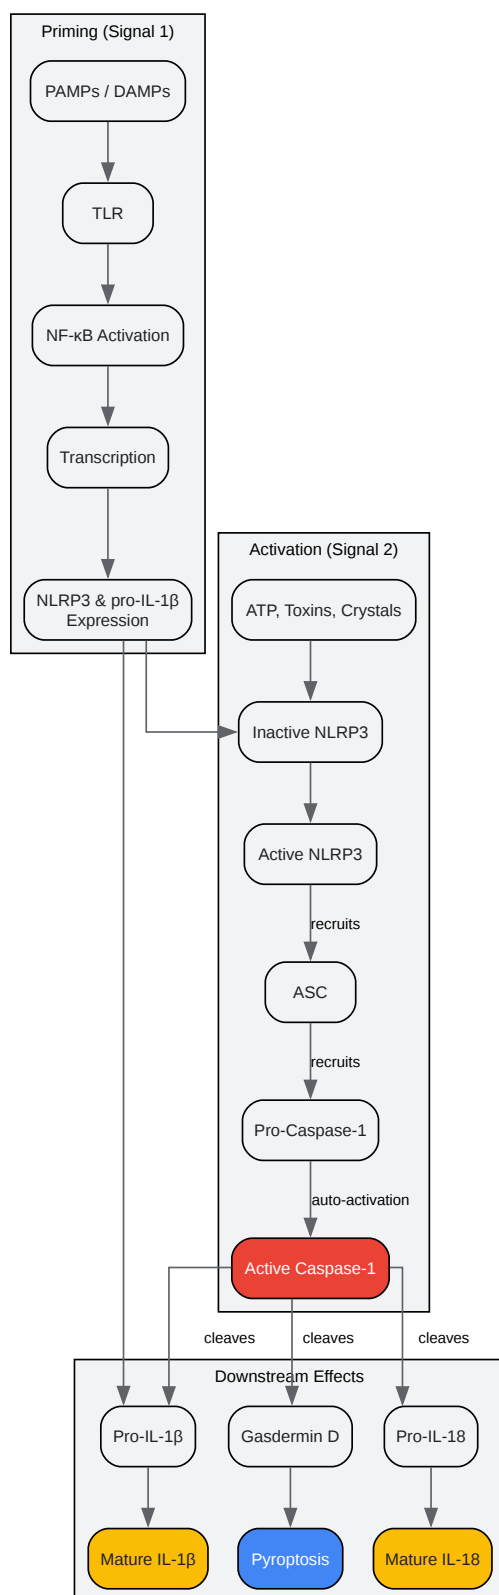 Priming (Signal 1)
PAMPs / DAMPs
TLR
NF-κB Activation
Transcription
NLRP3 & pro-IL-1β
Expression
Activation (Signal 2)
ATP, Toxins, Crystals
Inactive NLRP3
Active NLRP3
recruits
ASC
recruits
Pro-Caspase-1
auto-activation
Active Caspase-1
cleaves
cleaves
cleaves
Downstream Effects
Pro-IL-1β
Gasdermin D
Pro-IL-18
Mature IL-1β
Pyroptosis
Mature IL-18